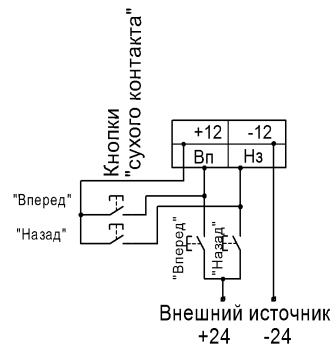 Кнопки
"сухого контакта"
+12 -12
Вп Нз
"Вперед"
"Назад"
"Вперед"
"Назад"
Внешний источник
+24 -24